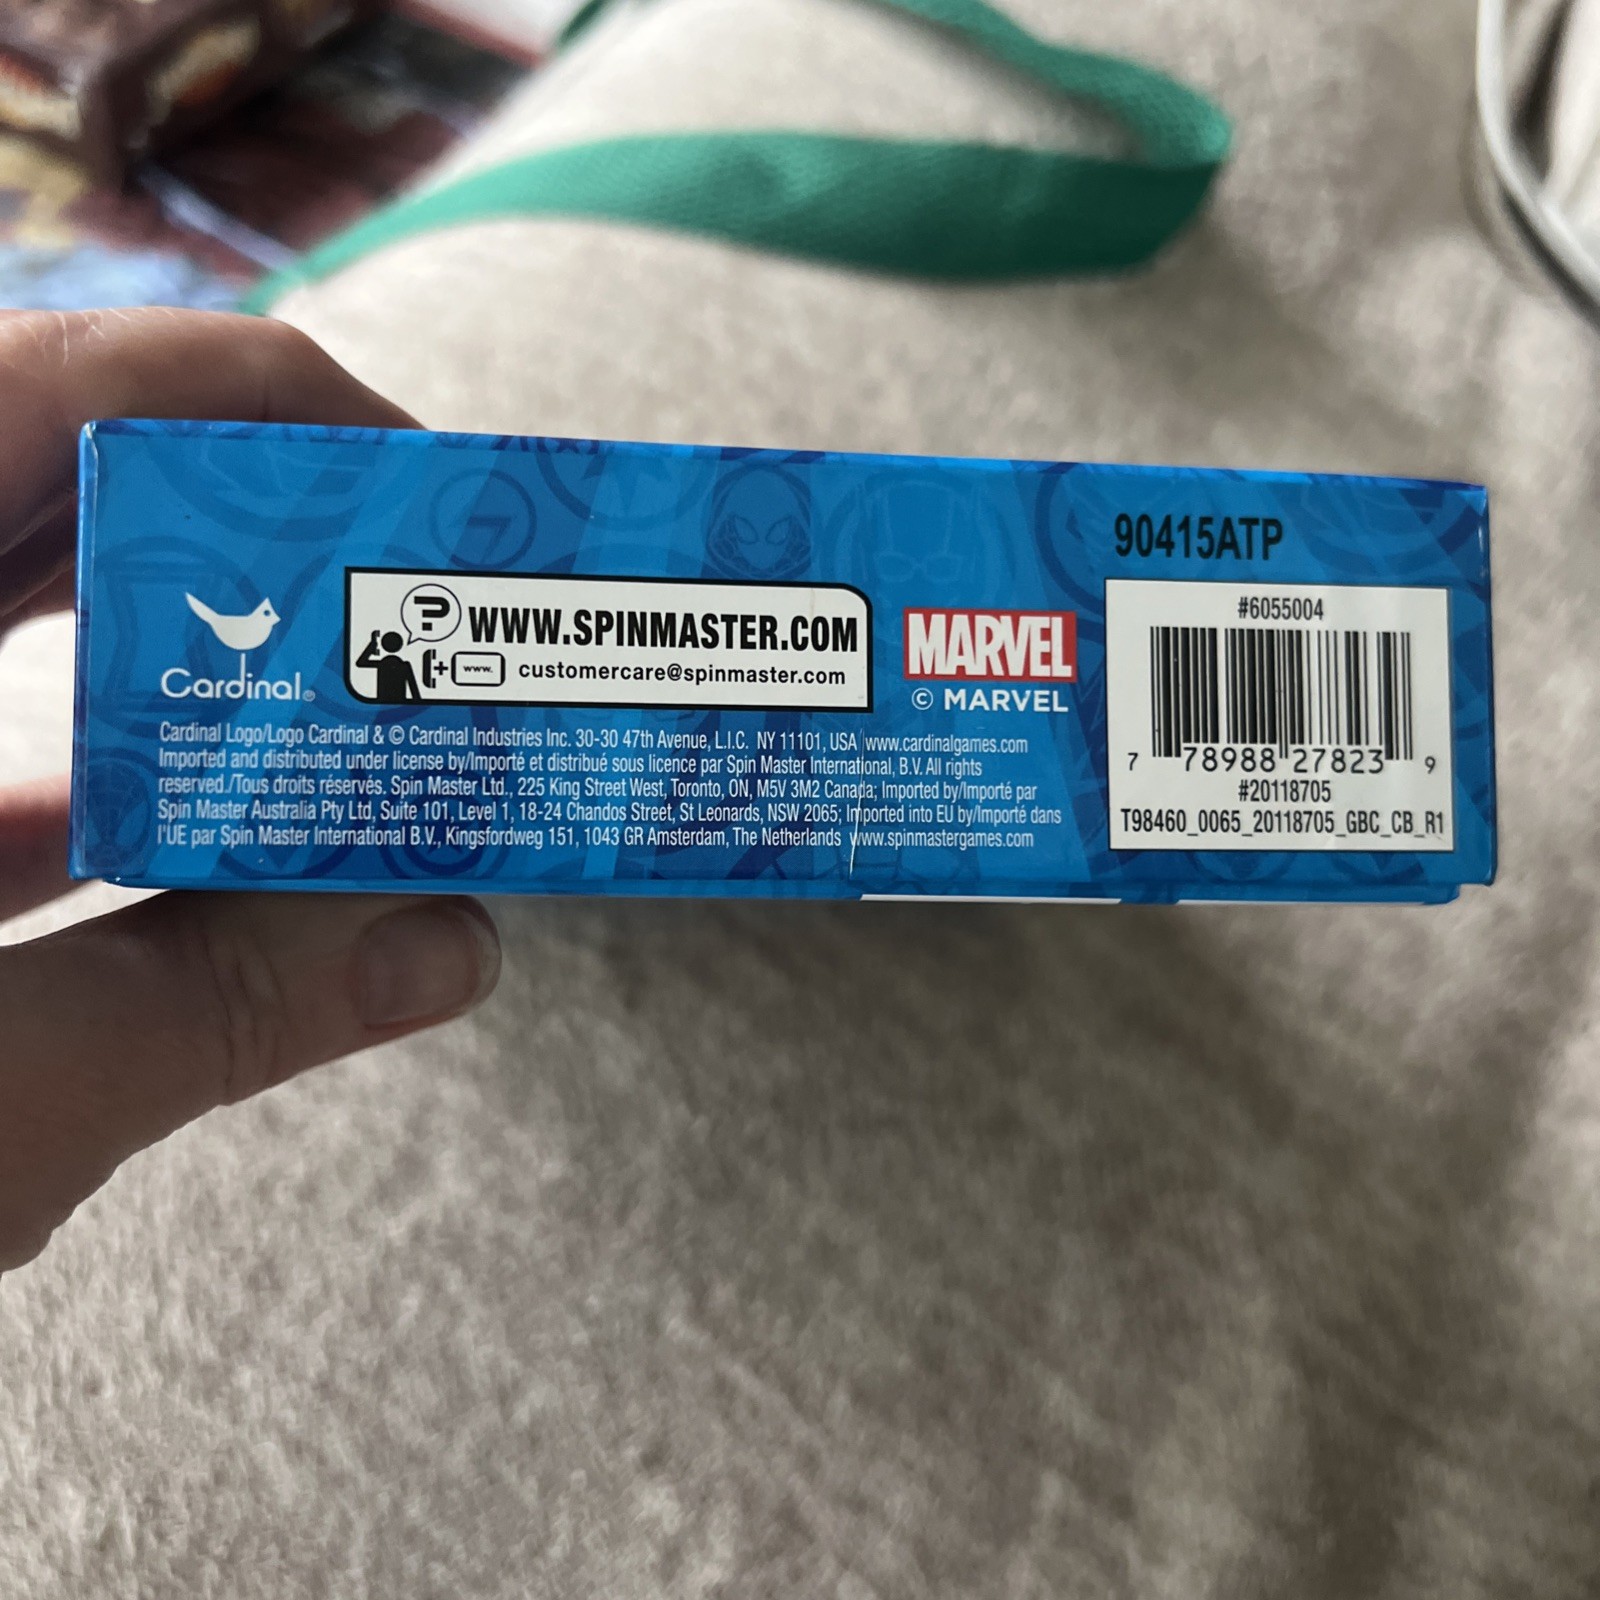 90415ATP
#6055004
7 78988 27823 9
#20118705
T98460_0065_20118705_GBC_CB_R1
?
WWW.SPINMASTER.COM
+ www. customercare@spinmaster.com
MARVEL
© MARVEL
Cardinal®
Cardinal Logo/Logo Cardinal & © Cardinal Industries Inc. 30-30 47th Avenue, L.I.C. NY 11101, USA www.cardinalgames.com
Imported and distributed under license by/Importé et distribué sous licence par Spin Master International, B.V. All rights
reserved./Tous droits réservés. Spin Master Ltd., 225 King Street West, Toronto, ON, M5V 3M2 Canada; Imported by/Importé par
Spin Master Australia Pty Ltd, Suite 101, Level 1, 18-24 Chandos Street, St Leonards, NSW 2065; Imported into EU by/Importé dans
l'UE par Spin Master International B.V., Kingsfordweg 151, 1043 GR Amsterdam, The Netherlands www.spinmastergames.com